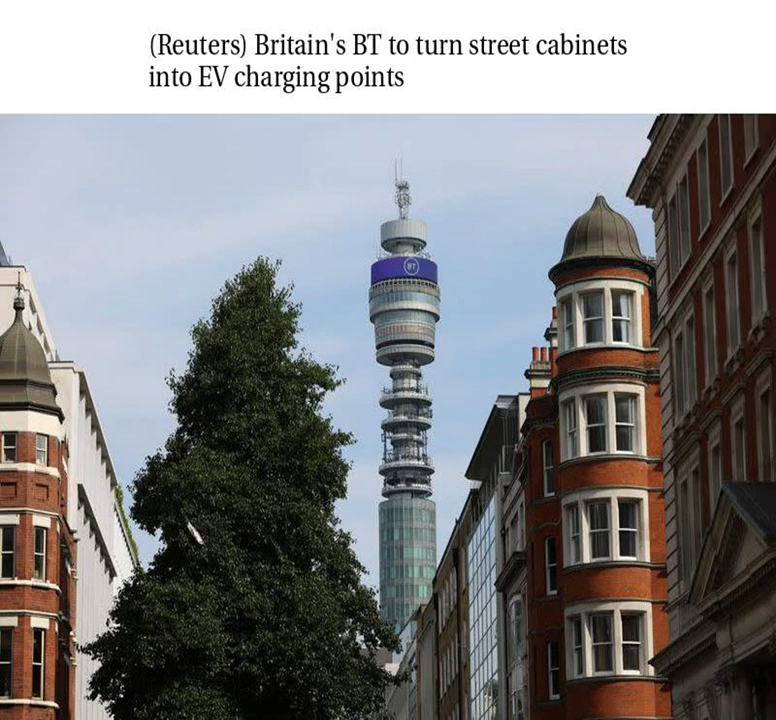 (Reuters) Britain's BT to turn street cabinets
into EV charging points
BT